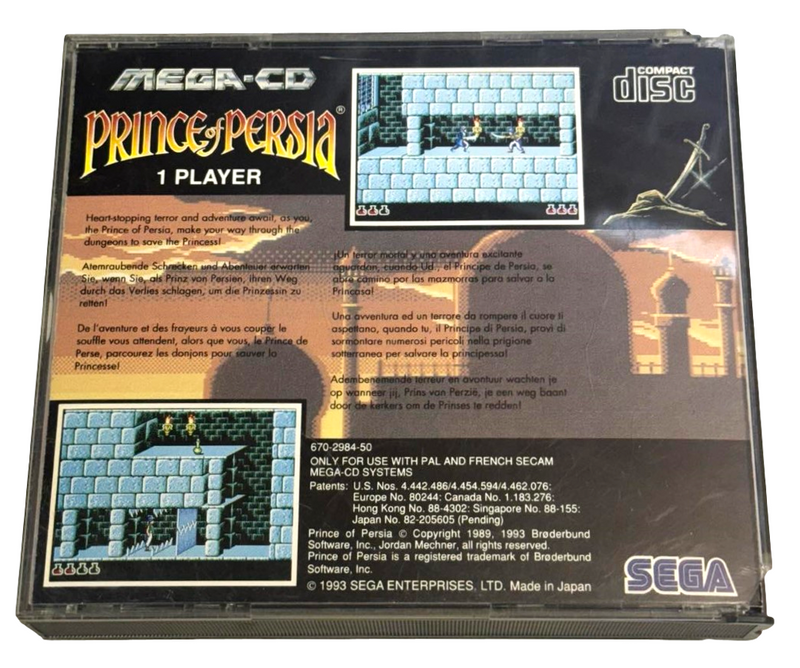 MEGA-CD
COMPACT
disc
PRINCE of PERSIA®
1 PLAYER
Heart-stopping terror and adventure await, as you,
the Prince of Persia, make your way through the
dungeons to save the Princess!
Atemraubende Schrecken und Abenteuer erwarten
Sie, wenn Sie, als Prinz von Persien, ihren Weg
durch das Verlies schlagen, um die Prinzessin zu
retten!
De l'aventure et des frayeurs à vous couper le
souffle vous attendent, alors que vous, le Prince de
Perse, parcourez les donjons pour sauver la
Princesse!
¡Un terror mortal y una aventura excitante
aguardan, cuando Ud., el Principe de Persia, se
abre camino por las mazmorras para salvar a la
Princesa!
Una avventura ed un terrore da rompere il cuore ti
aspettano, quando tu, il Principe di Persia, provi di
sormontare numerosi pericoli nella prigione
sotterranea per salvare la principessa!
Adembenemende terreur en avontuur wachten je
op wanneer jij, Prins van Perzië, je een weg baant
door de kerkers om de Prinses te redden!
670-2984-50
ONLY FOR USE WITH PAL AND FRENCH SECAM
MEGA-CD SYSTEMS
Patents: U.S. Nos. 4.442.486/4.454.594/4.462.076:
Europe No. 80244: Canada No. 1.183.276:
Hong Kong No. 88-4302: Singapore No. 88-155:
Japan No. 82-205605 (Pending)
Prince of Persia © Copyright 1989, 1993 Brøderbund
Software, Inc., Jordan Mechner, all rights reserved.
Prince of Persia is a registered trademark of Brøderbund
Software, Inc.
© 1993 SEGA ENTERPRISES, LTD. Made in Japan
SEGA